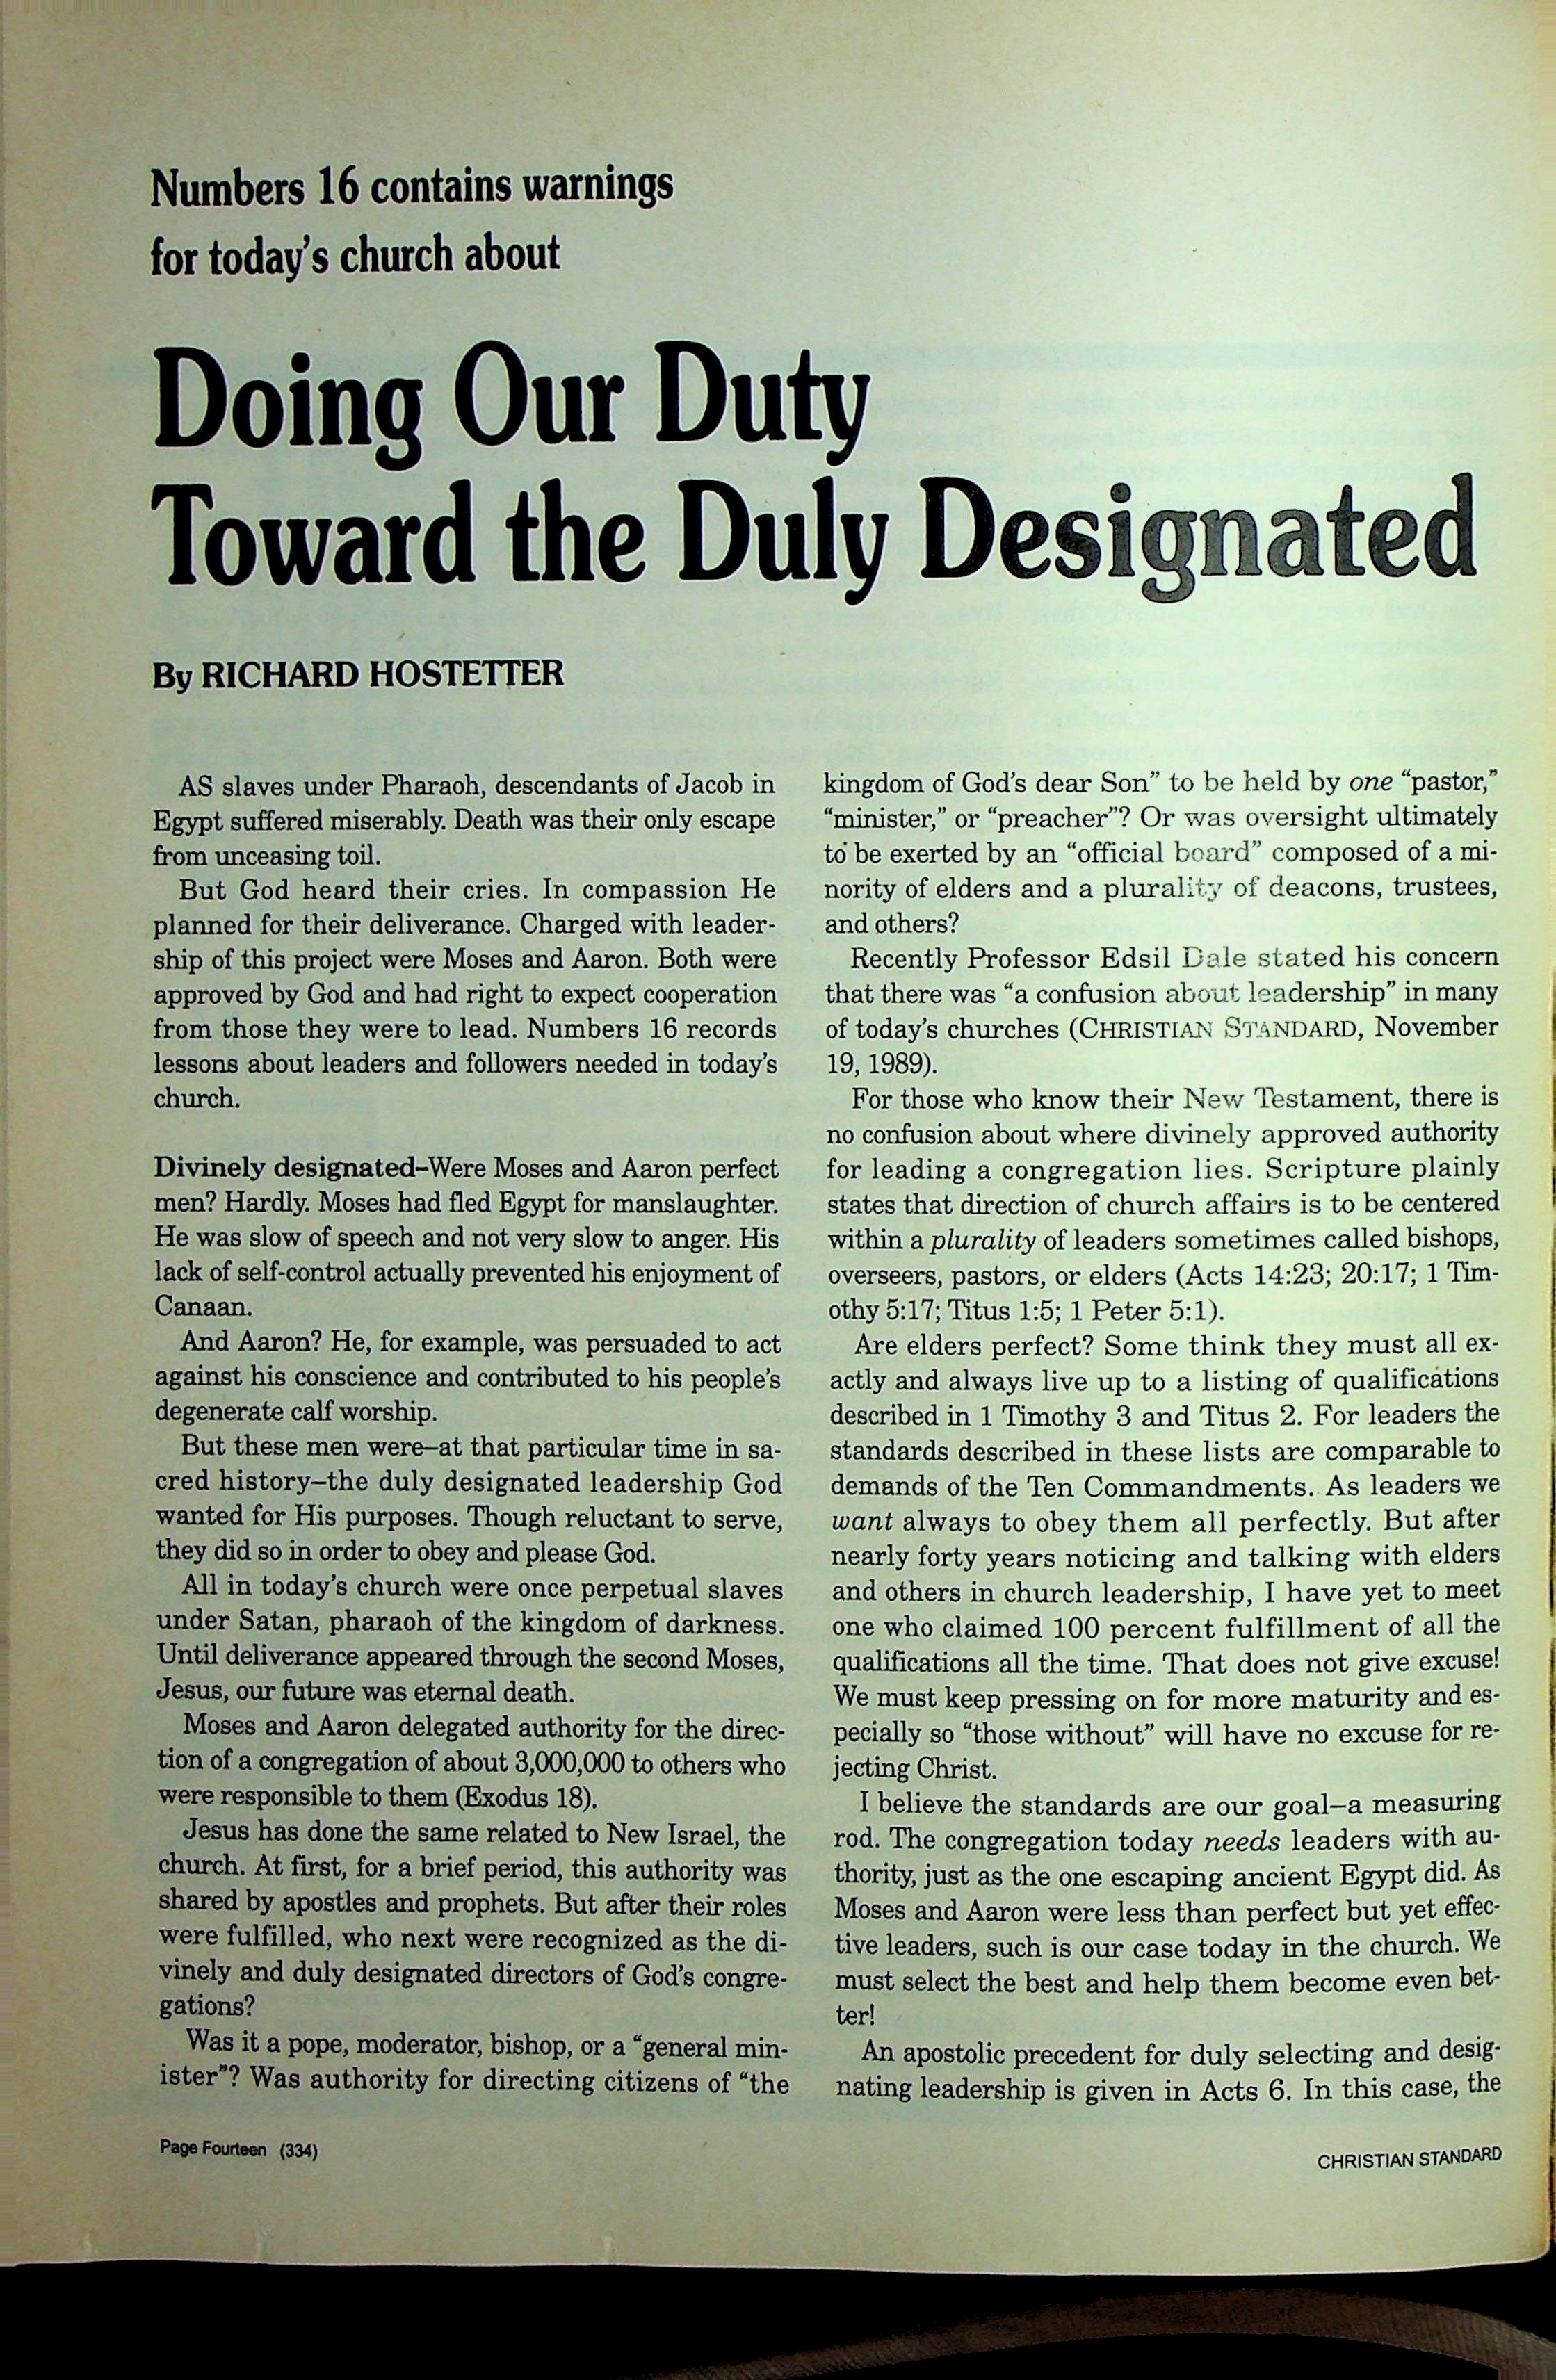 Numbers 16 contains warnings
for today's church about
Doing Our Duty
Toward the Duly Designated
By RICHARD HOSTETTER
AS slaves under Pharaoh, descendants of Jacob in
Egypt suffered miserably. Death was their only escape
from unceasing toil.
But God heard their cries. In compassion He
planned for their deliverance. Charged with leader-
ship of this project were Moses and Aaron. Both were
approved by God and had right to expect cooperation
from those they were to lead. Numbers 16 records
lessons about leaders and followers needed in today's
church.
Divinely designated–Were Moses and Aaron perfect
men? Hardly. Moses had fled Egypt for manslaughter.
He was slow of speech and not very slow to anger. His
lack of self-control actually prevented his enjoyment of
Canaan.
And Aaron? He, for example, was persuaded to act
against his conscience and contributed to his people's
degenerate calf worship.
But these men were–at that particular time in sa-
cred history–the duly designated leadership God
wanted for His purposes. Though reluctant to serve,
they did so in order to obey and please God.
All in today's church were once perpetual slaves
under Satan, pharaoh of the kingdom of darkness.
Until deliverance appeared through the second Moses,
Jesus, our future was eternal death.
Moses and Aaron delegated authority for the direc-
tion of a congregation of about 3,000,000 to others who
were responsible to them (Exodus 18).
Jesus has done the same related to New Israel, the
church. At first, for a brief period, this authority was
shared by apostles and prophets. But after their roles
were fulfilled, who next were recognized as the di-
vinely and duly designated directors of God's congre-
gations?
Was it a pope, moderator, bishop, or a “general min-
ister”? Was authority for directing citizens of “the
kingdom of God's dear Son” to be held by one “pastor,”
“minister,” or “preacher”? Or was oversight ultimately
to be exerted by an “official board” composed of a mi-
nority of elders and a plurality of deacons, trustees,
and others?
Recently Professor Edsil Dale stated his concern
that there was “a confusion about leadership” in many
of today's churches (CHRISTIAN STANDARD, November
19, 1989).
For those who know their New Testament, there is
no confusion about where divinely approved authority
for leading a congregation lies. Scripture plainly
states that direction of church affairs is to be centered
within a plurality of leaders sometimes called bishops,
overseers, pastors, or elders (Acts 14:23; 20:17; 1 Tim-
othy 5:17; Titus 1:5; 1 Peter 5:1).
Are elders perfect? Some think they must all ex-
actly and always live up to a listing of qualifications
described in 1 Timothy 3 and Titus 2. For leaders the
standards described in these lists are comparable to
demands of the Ten Commandments. As leaders we
want always to obey them all perfectly. But after
nearly forty years noticing and talking with elders
and others in church leadership, I have yet to meet
one who claimed 100 percent fulfillment of all the
qualifications all the time. That does not give excuse!
We must keep pressing on for more maturity and es-
pecially so “those without” will have no excuse for re-
jecting Christ.
I believe the standards are our goal–a measuring
rod. The congregation today needs leaders with au-
thority, just as the one escaping ancient Egypt did. As
Moses and Aaron were less than perfect but yet effec-
tive leaders, such is our case today in the church. We
must select the best and help them become even bet-
ter!
An apostolic precedent for duly selecting and desig-
nating leadership is given in Acts 6. In this case, the
Page Fourteen (334)
CHRISTIAN STANDARD